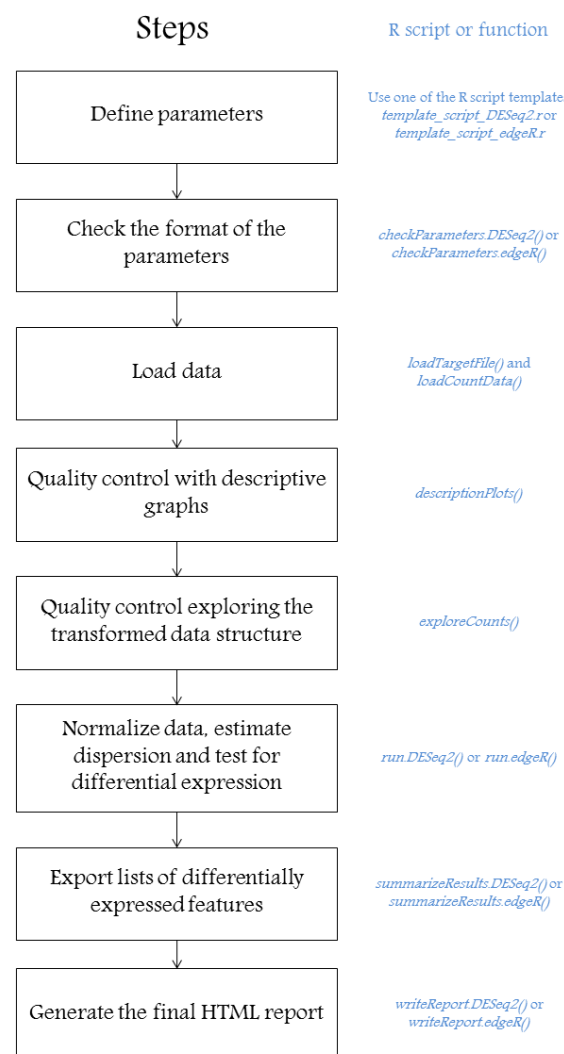 Steps
R script or function
Define parameters
Use one of the R script template
template_script_DESeq2.r or
template_script_edgeR.r
Check the format of the
parameters
checkParameters.DESeq2() or
checkParameters.edgeR()
Load data
loadTargetFile() and
loadCountData()
Quality control with descriptive
graphs
descriptionPlots()
Quality control exploring the
transformed data structure
exploreCounts()
Normalize data, estimate
dispersion and test for
differential expression
run.DESeq2() or run.edgeR()
Export lists of differentially
expressed features
summarizeResults.DESeq2() or
summarizeResults.edgeR()
Generate the final HTML report
writeReport.DESeq2() or
writeReport.edgeR()